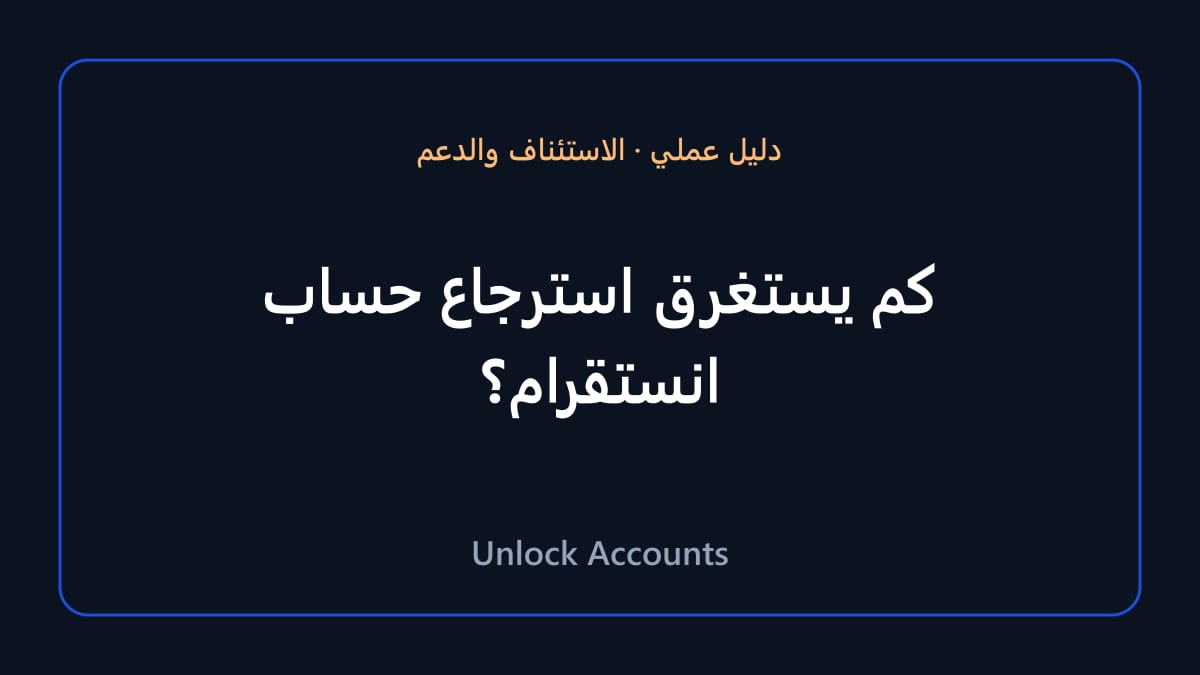 دليل عملي · الاستئناف والدعم
كم يستغرق استرجاع حساب
انستقرام؟
Unlock Accounts